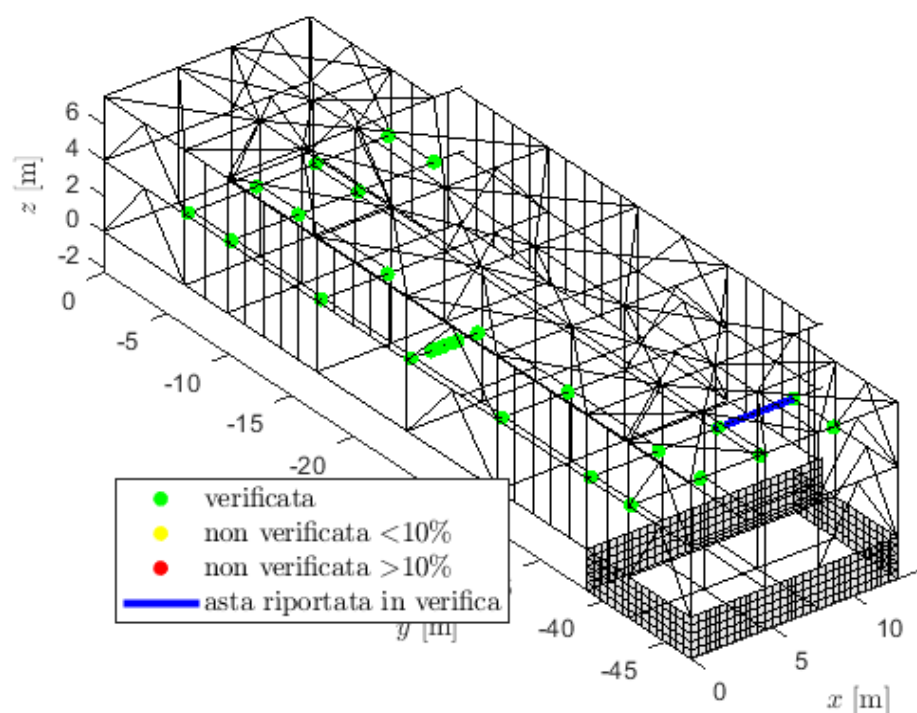 6
4
2
0
-2
z [m]
0
-5
-10
-15
-20
-40
-45
y [m]
0
5
10
x [m]
verificata
non verificata <10%
non verificata >10%
asta riportata in verifica